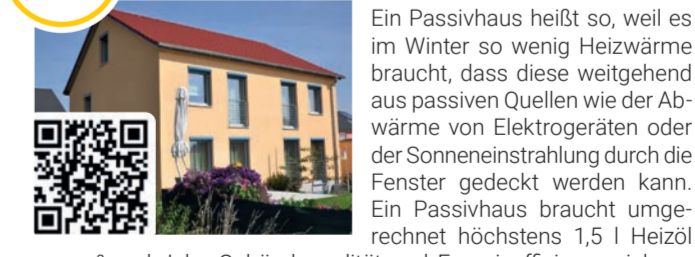 Ein Passivhaus heißt so, weil es
im Winter so wenig Heizwärme
braucht, dass diese weitgehend
aus passiven Quellen wie der Ab-
wärme von Elektrogeräten oder
der Sonneneinstrahlung durch die
Fenster gedeckt werden kann.
Ein Passivhaus braucht umge-
rechnet höchstens 1,5 l Heizöl